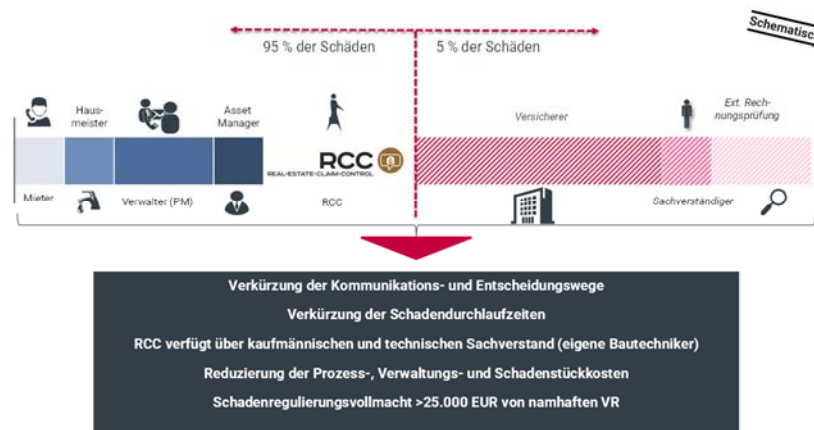 Schematisch
95 % der Schäden
5 % der Schäden
Haus-
meister
Asset
Manager
Versicherer
Ext. Rech-
nungsprüfung
RCC
REAL-ESTATE-CLAIM-CONTROL
Mieter
Verwalter (PM)
RCC
Sachverständiger
Verkürzung der Kommunikations- und Entscheidungswege
Verkürzung der Schadendurchlaufzeiten
RCC verfügt über kaufmännischen und technischen Sachverstand (eigene Bautechniker)
Reduzierung der Prozess-, Verwaltungs- und Schadenstückkosten
Schadenregulierungsvollmacht >25.000 EUR von namhaften VR